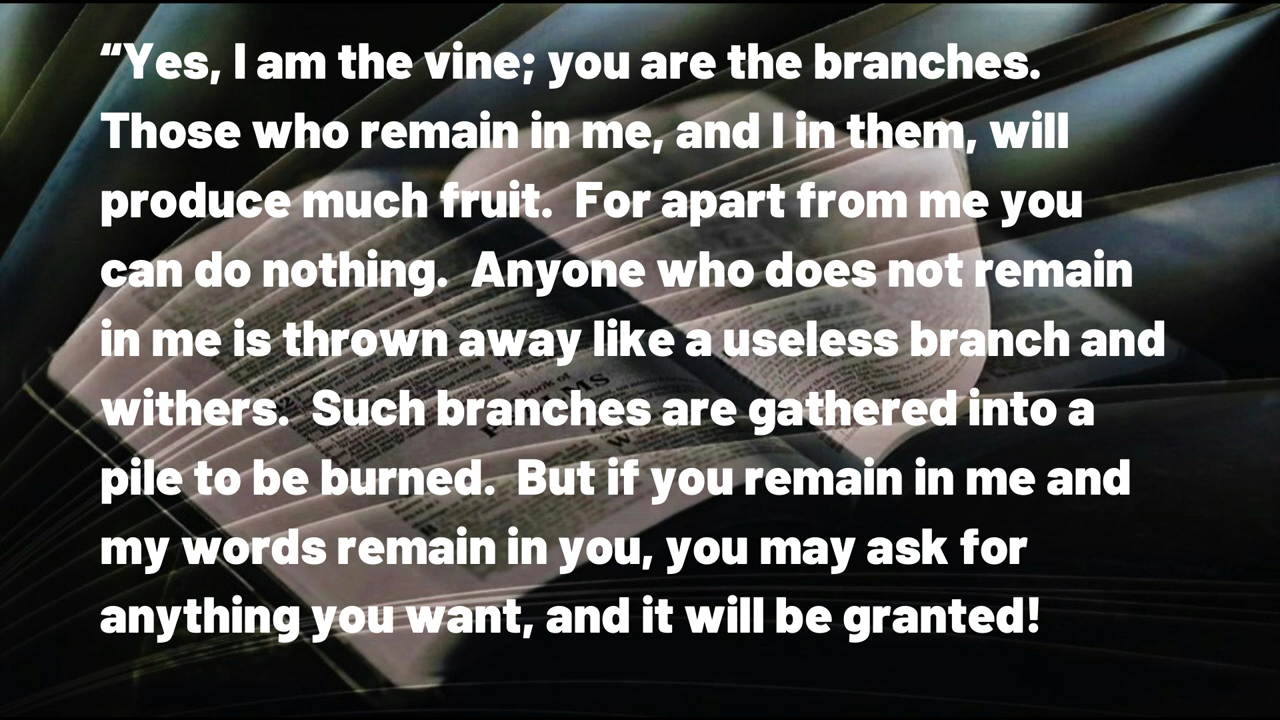 “Yes, I am the vine; you are the branches.
Those who remain in me, and I in them, will
produce much fruit.  For apart from me you
can do nothing.  Anyone who does not remain
in me is thrown away like a useless branch and
withers.  Such branches are gathered into a
pile to be burned.  But if you remain in me and
my words remain in you, you may ask for
anything you want, and it will be granted!